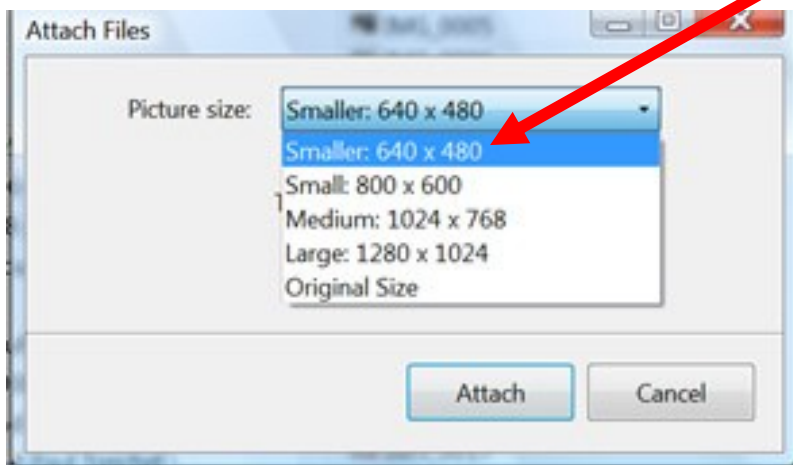 Attach Files
Picture size: Smaller: 640 x 480
Smaller: 640 x 480
Small: 800 x 600
Medium: 1024 x 768
Large: 1280 x 1024
Original Size
Attach Cancel